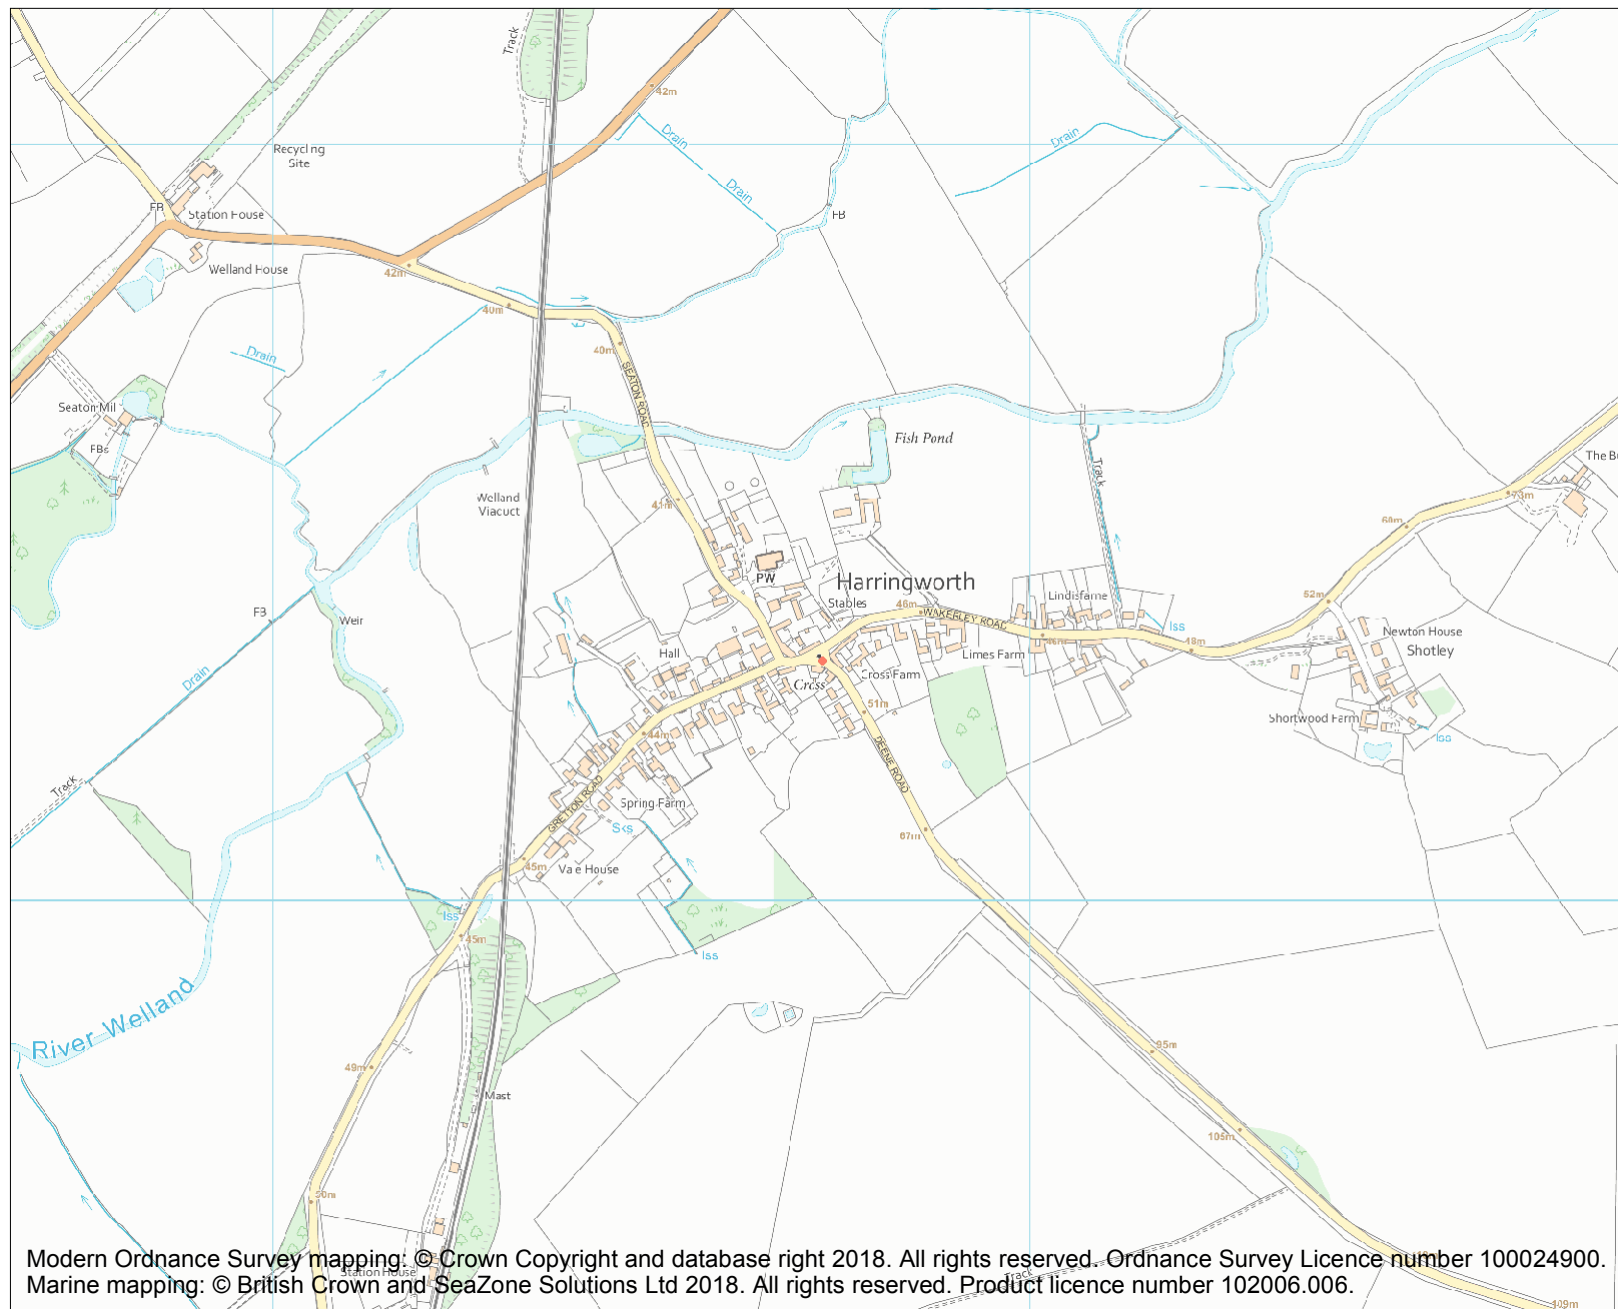 Track
42m
Drain
Drain
Drain
Recycling
Site
FB
Station House
FB
Welland House
42m
40m
40m
Drain
SEATON ROAD
Seaton Mill
FBs
Fish Pond
Track
The Bu
73m
Welland
Viaduct
41m
60m
PW
Harringworth
Stables
46m
WAKERLEY ROAD
Lindisfarne
52m
FB
Weir
Iss
48m
Newton House
Shotley
Hall
Limes Farm
Drain
Cross
Cross Farm
51m
Shortwood Farm
Iss
44m
DEENE ROAD
Track
GRETTON ROAD
Spring Farm
Sks
67m
45m
Vale House
Iss
45m
Iss
River Welland
49m
95m
Mast
105m
50m
Modern Ordnance Survey mapping: © Crown Copyright and database right 2018. All rights reserved. Ordnance Survey Licence number 100024900.
Station House
Track
Marine mapping: © British Crown and SeaZone Solutions Ltd 2018. All rights reserved. Product licence number 102006.006.
109m